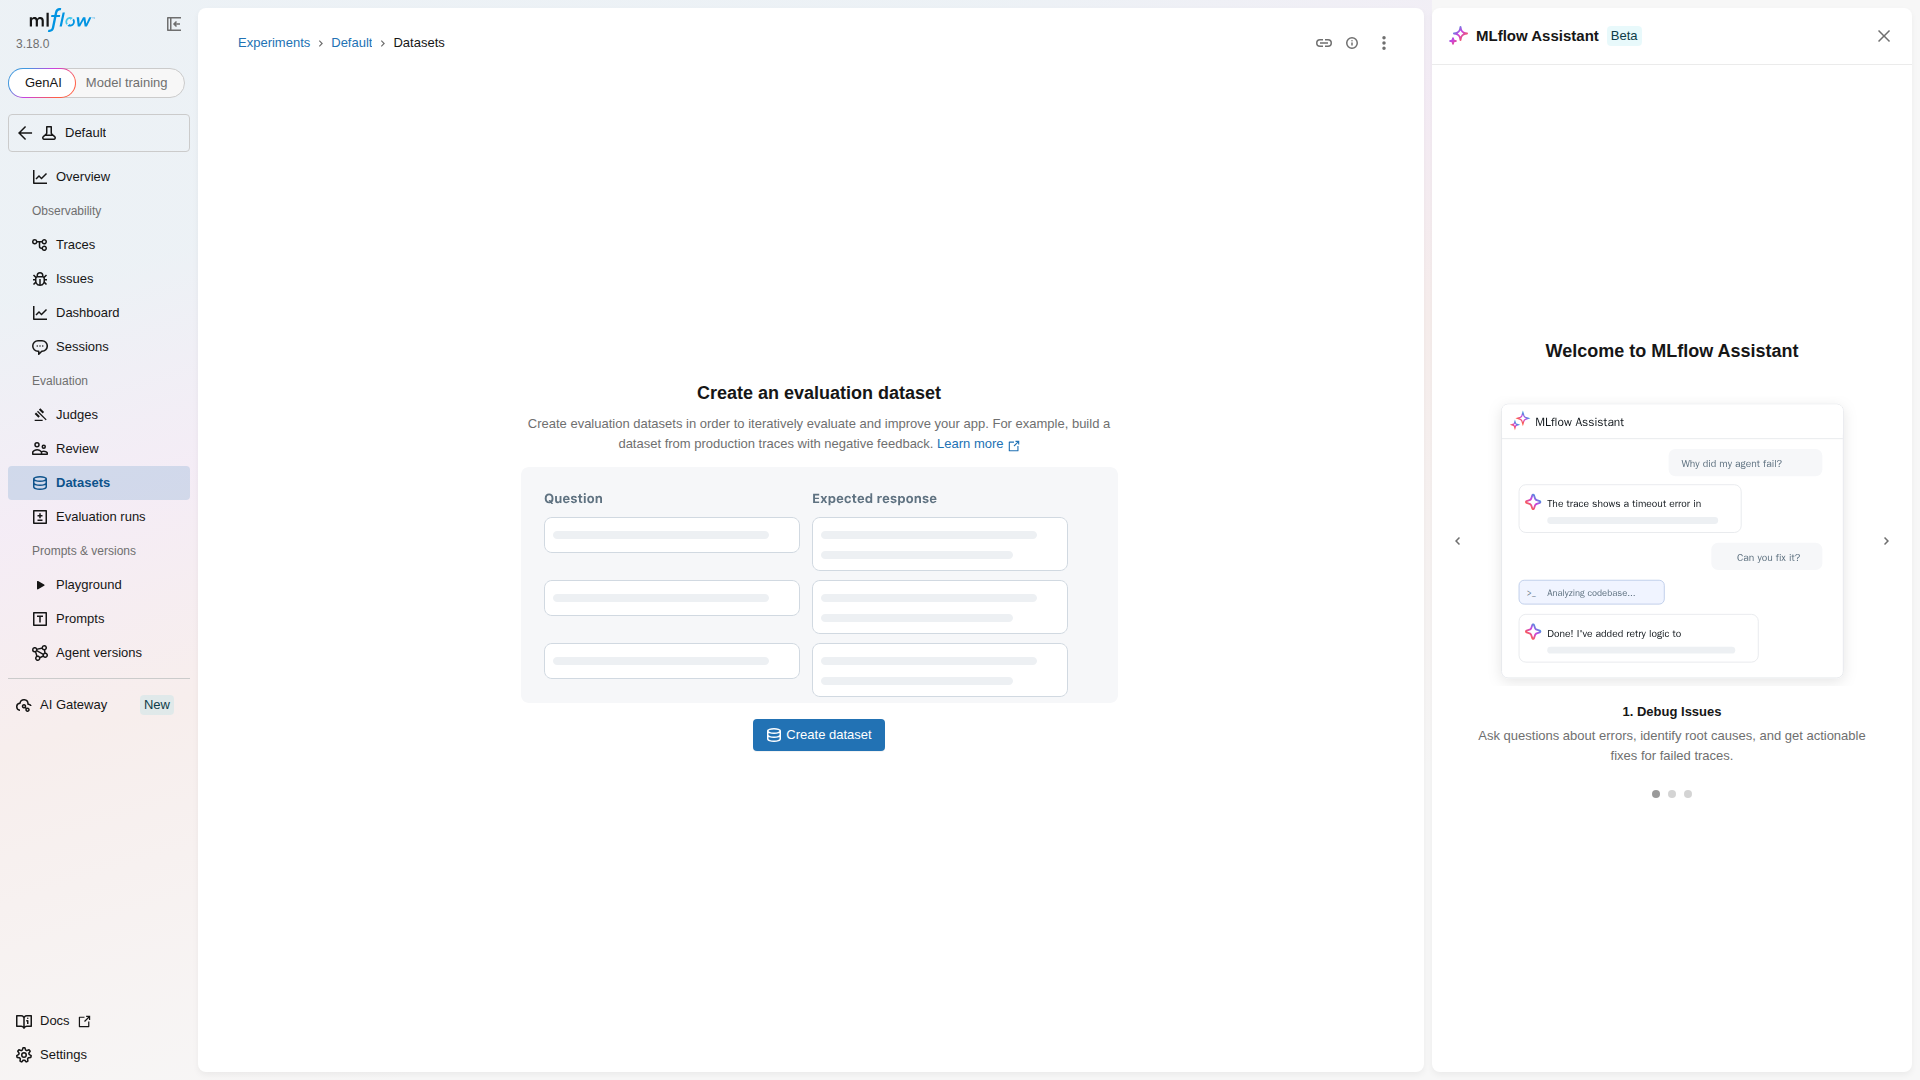 mlflow
3.18.0
GenAI
Model training
Default
Overview
Observability
Traces
Issues
Dashboard
Sessions
Evaluation
Judges
Review
Datasets
Evaluation runs
Prompts & versions
Playground
Prompts
Agent versions
AI Gateway
New
Docs
Settings
Experiments > Default > Datasets
Create an evaluation dataset
Create evaluation datasets in order to iteratively evaluate and improve your app. For example, build a
dataset from production traces with negative feedback. Learn more
Question
Expected response
Create dataset
MLflow Assistant
Beta
Welcome to MLflow Assistant
MLflow Assistant
Why did my agent fail?
The trace shows a timeout error in
Can you fix it?
>_ Analyzing codebase...
Done! I've added retry logic to
1. Debug Issues
Ask questions about errors, identify root causes, and get actionable
fixes for failed traces.